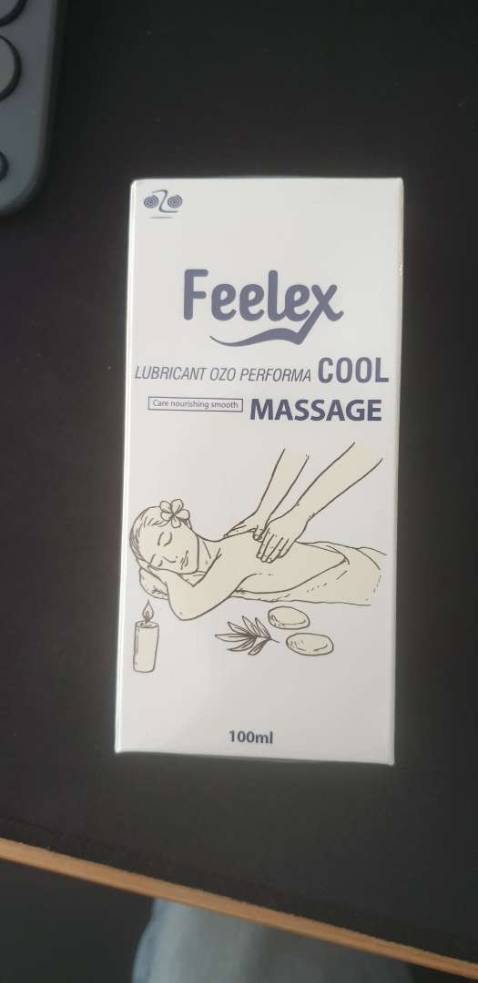 Feelex
LUBRICANT OZO PERFORMA COOL
Care nourishing smooth MASSAGE
100ml